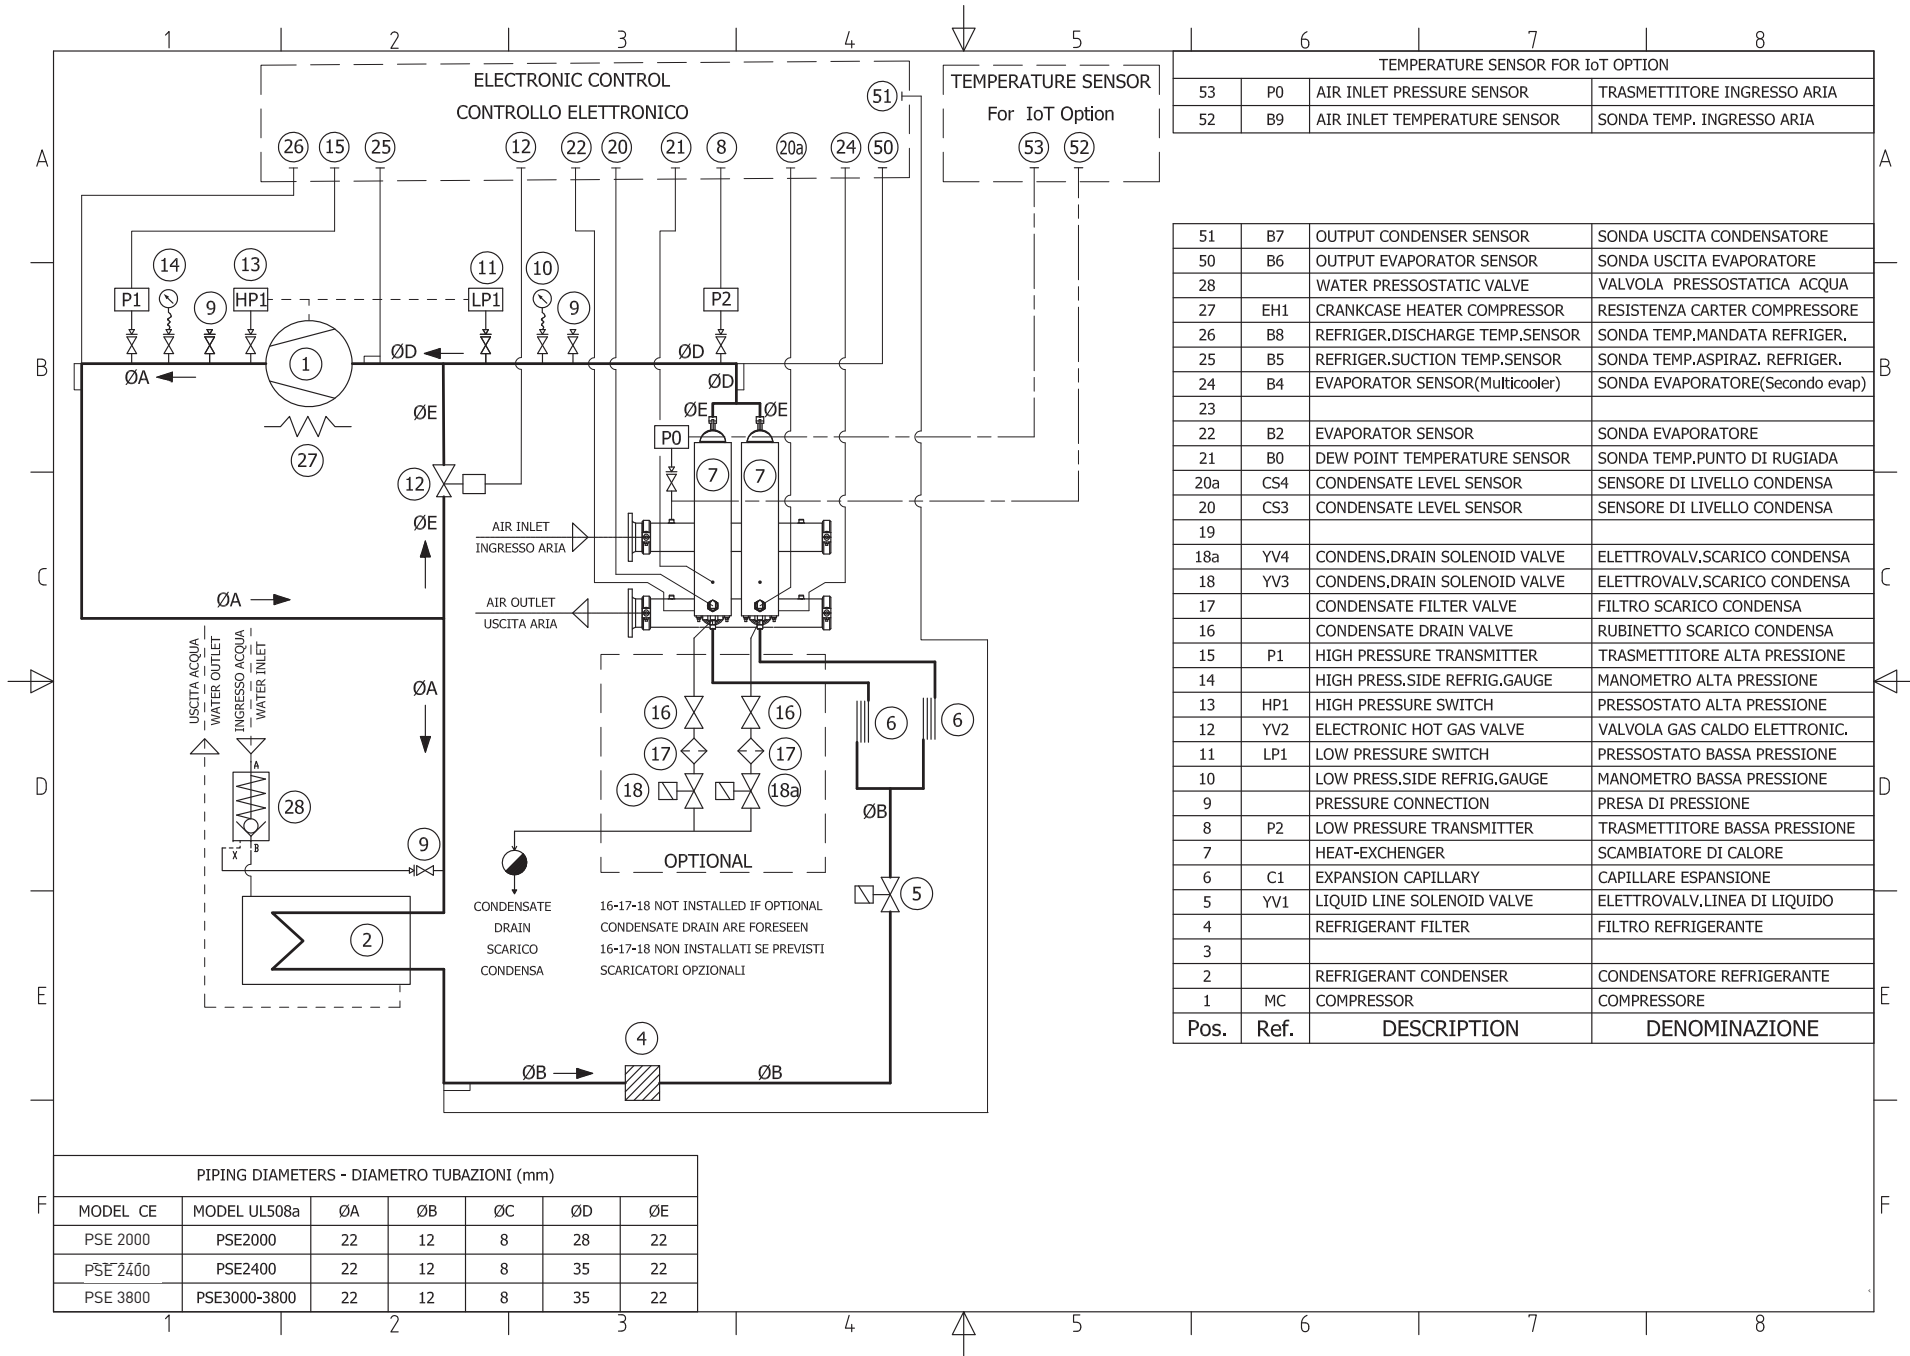 1 2 3 4 5 6 7 8
A
B
C
D
E
F
ELECTRONIC CONTROL
CONTROLLO ELETTRONICO
51
26 15 25 12 22 20 21 8 20a 24 50
TEMPERATURE SENSOR
For IoT Option
53 52
14 13 11 10
P1 9 HP1 LP1 9 P2
1
ØD ØD
ØA
ØD
ØE ØE ØE
27
P0
7 7
12
ØE
AIR INLET
INGRESSO ARIA
ØA
AIR OUTLET
USCITA ARIA
USCITA ACQUA
WATER OUTLET
INGRESSO ACQUA
WATER INLET
ØA
16 16
6 6
17 17
A
28
18 18a
ØB
X B
9
OPTIONAL
5
2
CONDENSATE
DRAIN
SCARICO
CONDENSA
16-17-18 NOT INSTALLED IF OPTIONAL
CONDENSATE DRAIN ARE FORESEEN
16-17-18 NON INSTALLATI SE PREVISTI
SCARICATORI OPZIONALI
4
ØB ØB
TEMPERATURE SENSOR FOR IoT OPTION
53 P0 AIR INLET PRESSURE SENSOR TRASMETTITORE INGRESSO ARIA
52 B9 AIR INLET TEMPERATURE SENSOR SONDA TEMP. INGRESSO ARIA
51 B7 OUTPUT CONDENSER SENSOR SONDA USCITA CONDENSATORE
50 B6 OUTPUT EVAPORATOR SENSOR SONDA USCITA EVAPORATORE
28 WATER PRESSOSTATIC VALVE VALVOLA PRESSOSTATICA ACQUA
27 EH1 CRANKCASE HEATER COMPRESSOR RESISTENZA CARTER COMPRESSORE
26 B8 REFRIGER.DISCHARGE TEMP.SENSOR SONDA TEMP.MANDATA REFRIGER.
25 B5 REFRIGER.SUCTION TEMP.SENSOR SONDA TEMP.ASPIRAZ. REFRIGER.
24 B4 EVAPORATOR SENSOR(Multicooler) SONDA EVAPORATORE(Secondo evap)
23
22 B2 EVAPORATOR SENSOR SONDA EVAPORATORE
21 B0 DEW POINT TEMPERATURE SENSOR SONDA TEMP.PUNTO DI RUGIADA
20a CS4 CONDENSATE LEVEL SENSOR SENSORE DI LIVELLO CONDENSA
20 CS3 CONDENSATE LEVEL SENSOR SENSORE DI LIVELLO CONDENSA
19
18a YV4 CONDENS.DRAIN SOLENOID VALVE ELETTROVALV.SCARICO CONDENSA
18 YV3 CONDENS.DRAIN SOLENOID VALVE ELETTROVALV.SCARICO CONDENSA
17 CONDENSATE FILTER VALVE FILTRO SCARICO CONDENSA
16 CONDENSATE DRAIN VALVE RUBINETTO SCARICO CONDENSA
15 P1 HIGH PRESSURE TRANSMITTER TRASMETTITORE ALTA PRESSIONE
14 HIGH PRESS.SIDE REFRIG.GAUGE MANOMETRO ALTA PRESSIONE
13 HP1 HIGH PRESSURE SWITCH PRESSOSTATO ALTA PRESSIONE
12 YV2 ELECTRONIC HOT GAS VALVE VALVOLA GAS CALDO ELETTRONIC.
11 LP1 LOW PRESSURE SWITCH PRESSOSTATO BASSA PRESSIONE
10 LOW PRESS.SIDE REFRIG.GAUGE MANOMETRO BASSA PRESSIONE
9 PRESSURE CONNECTION PRESA DI PRESSIONE
8 P2 LOW PRESSURE TRANSMITTER TRASMETTITORE BASSA PRESSIONE
7 HEAT-EXCHENGER SCAMBIATORE DI CALORE
6 C1 EXPANSION CAPILLARY CAPILLARE ESPANSIONE
5 YV1 LIQUID LINE SOLENOID VALVE ELETTROVALV.LINEA DI LIQUIDO
4 REFRIGERANT FILTER FILTRO REFRIGERANTE
3
2 REFRIGERANT CONDENSER CONDENSATORE REFRIGERANTE
1 MC COMPRESSOR COMPRESSORE
Pos. Ref. DESCRIPTION DENOMINAZIONE
PIPING DIAMETERS - DIAMETRO TUBAZIONI (mm)
MODEL CE MODEL UL508a ØA ØB ØC ØD ØE
PSE 2000 PSE2000 22 12 8 28 22
PSE 2400 PSE2400 22 12 8 35 22
PSE 3800 PSE3000-3800 22 12 8 35 22
A
B
C
D
E
F
1 2 3 4 5 6 7 8